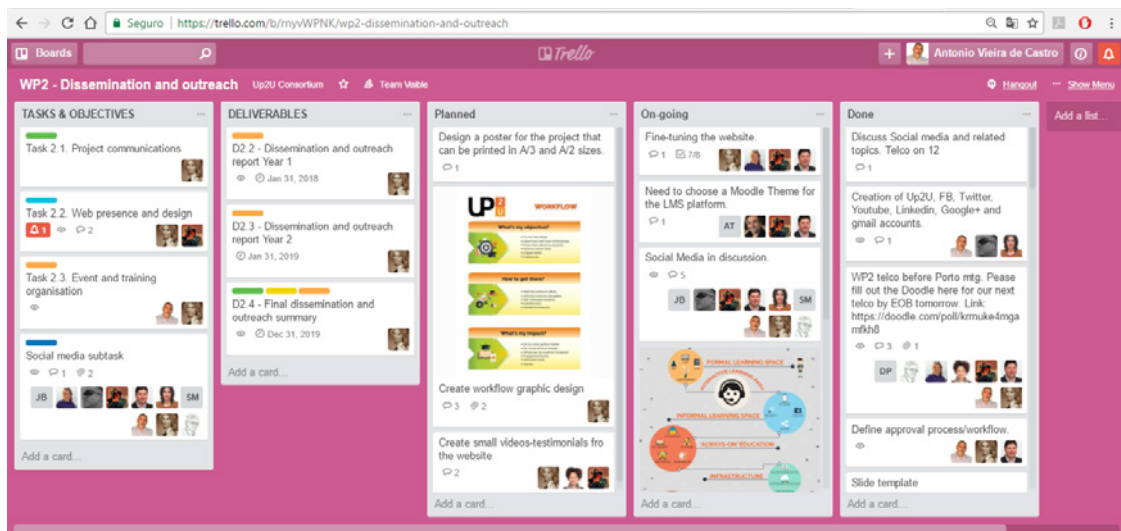 Seguro
https://trello.com/b/rnyvWPNK/wp2-dissemination-and-outreach
Boards
Trello
Antonio Vieira de Castro
WP2 - Dissemination and outreach
Up2U Consortium
Team Visible
Hangout
Show Menu
TASKS & OBJECTIVES
Task 2.1. Project communications
Task 2.2. Web presence and design
1
2
Task 2.3. Event and training
organisation
Social media subtask
1
2
JB
SM
Add a card...
DELIVERABLES
D2.2 - Dissemination and outreach
report Year 1
Jan 31, 2018
D2.3 - Dissemination and outreach
report Year 2
Jan 31, 2019
D2.4 - Final dissemination and
outreach summary
Dec 31, 2019
Add a card...
Planned
Design a poster for the project that
can be printed in A/3 and A/2 sizes.
1
UP2U
WORKFLOW
What's my objective?
How to get there?
What's my impact?
Create workflow graphic design
3
2
Create small videos-testimonials fro
the website
2
Add a card...
On-going
Fine-tuning the website.
1
7/8
Need to choose a Moodle Theme for
the LMS platform.
1
AT
Social Media in discussion.
5
JB
SM
FORMAL LEARNING SPACE
INFORMAL LEARNING SPACE
'ALWAYS-ON' EDUCATION
INFRASTRUCTURE
Add a card...
Done
Discuss Social media and related
topics. Telco on 12
1
Creation of Up2U, FB, Twitter,
Youtube, Linkedin, Google+ and
gmail accounts.
1
WP2 telco before Porto mtg. Pease
fill out the Doodle here for our next
telco by EOB tomorrow. Link:
https://doodle.com/poll/krmuke4mga
mfkh8
3
1
DP
Define approval process/workflow.
Slide template
Add a card...
Add a list...